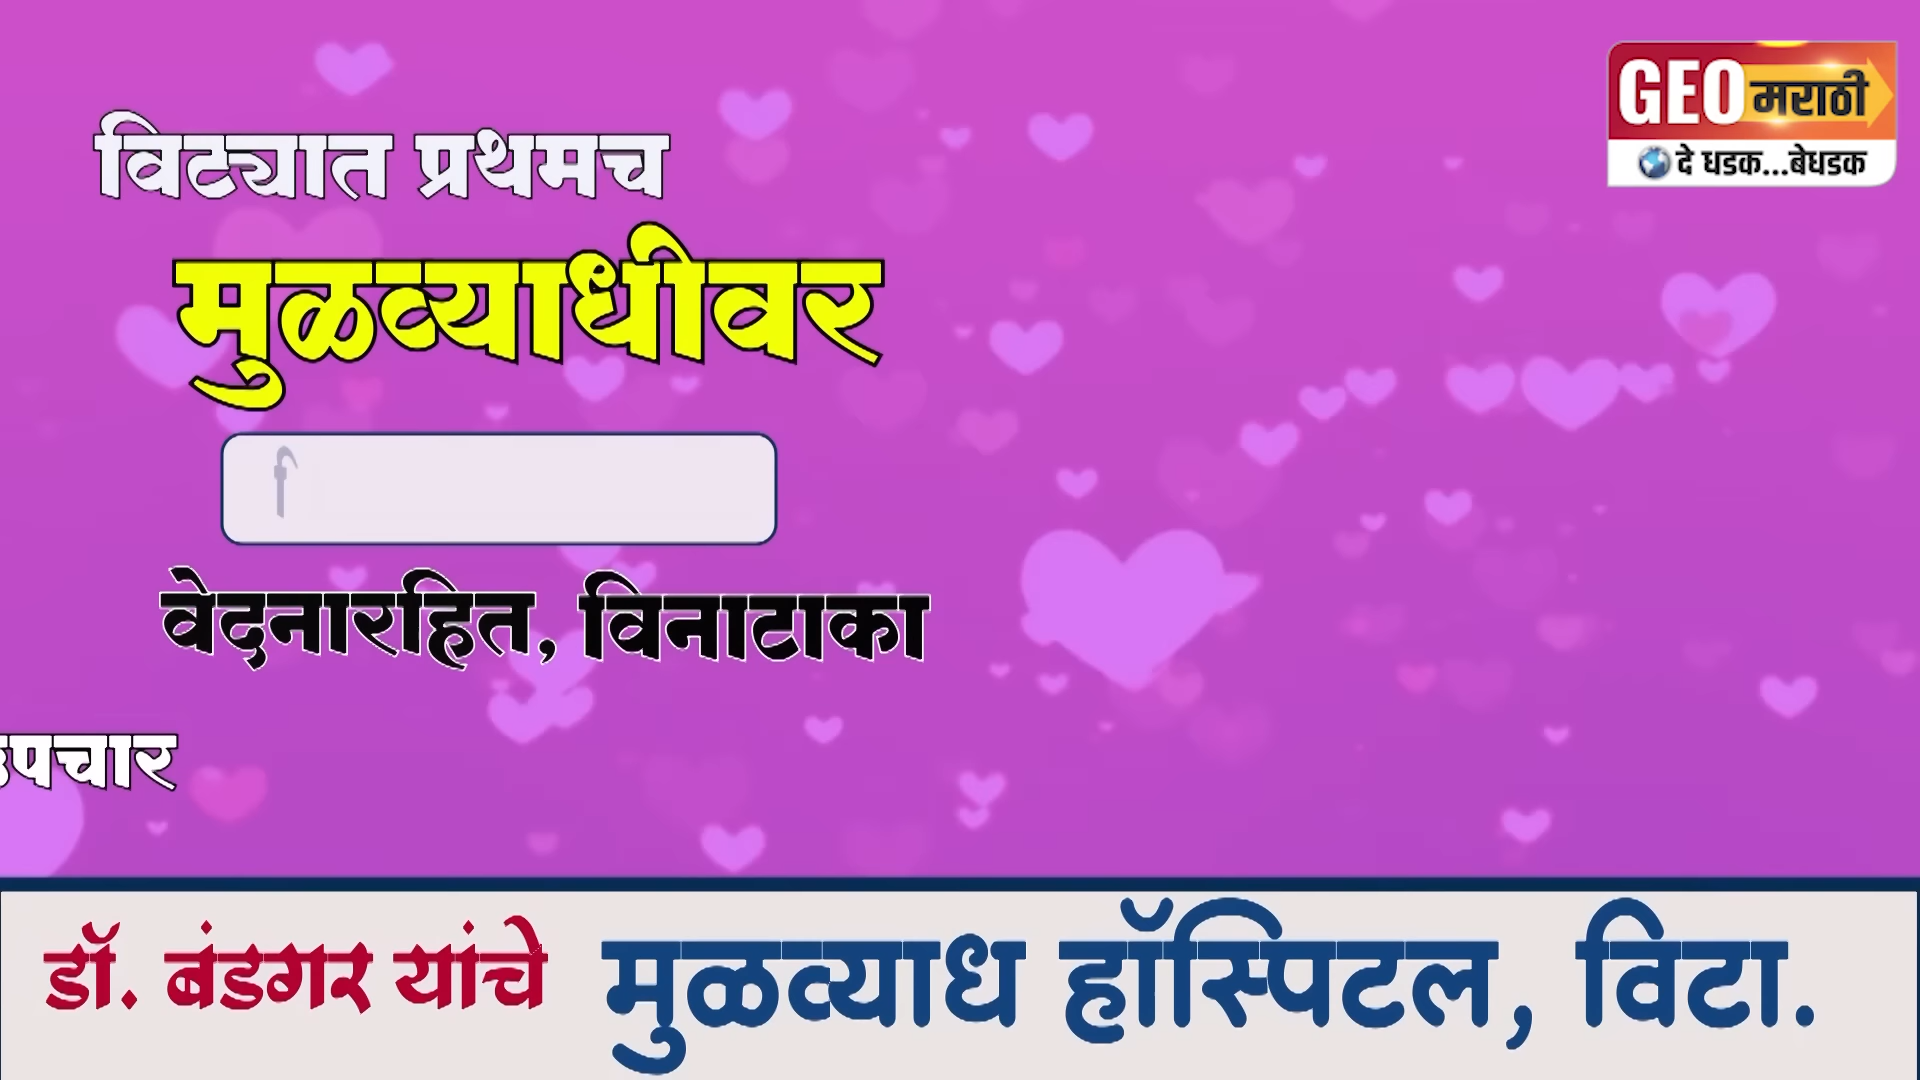 GEO मराठी
दे धडक...बेधडक
विट्यात प्रथमच
मुळव्याधीवर
वेदनारहित, विनाटाका
उपचार
डॉ. बंडगर यांचे मुळव्याध हॉस्पिटल, विटा.